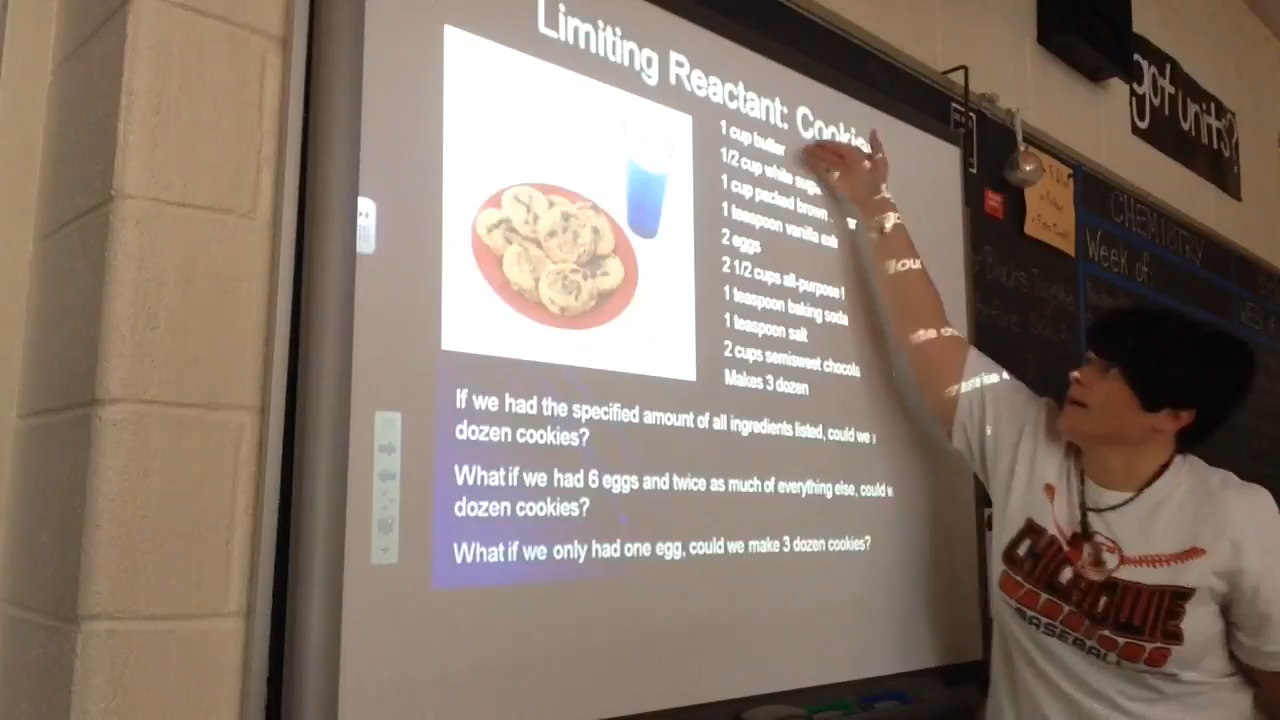 Limiting Reactant: Cookie
1 cup butter
1/2 cup white suga
1 cup packed brown
1 teaspoon vanilla ext
2 eggs
2 1/2 cups all-purpose f
1 teaspoon baking soda
1 teaspoon salt
2 cups semisweet chocola
Makes 3 dozen
If we had the specified amount of all ingredients listed, could we
dozen cookies?
What if we had 6 eggs and twice as much of everything else, could w
dozen cookies?
What if we only had one egg, could we make 3 dozen cookies?
got units?
CHEMISTRY
Week of:
CHILHOWIE
WARRIORS
BASEBALL